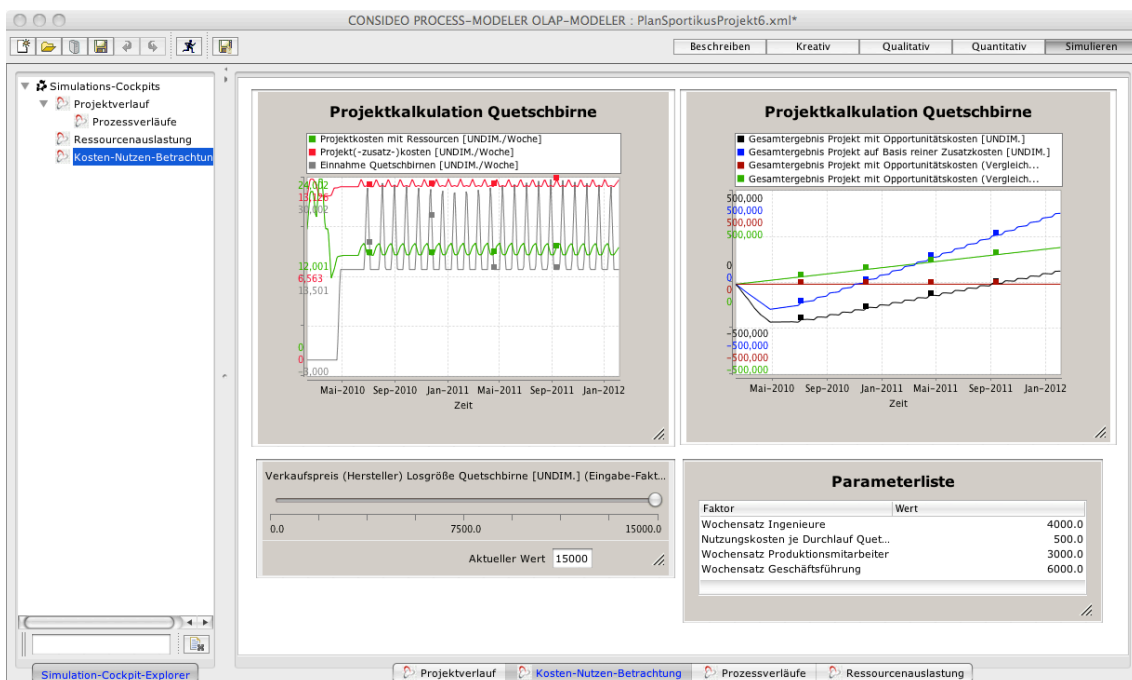 CONSIDEO PROCESS-MODELER OLAP-MODELER : PlanSportikusProjekt6.xml*
Beschreiben Kreativ Qualitativ Quantitativ Simulieren
Simulations-Cockpits
Projektverlauf
Prozessverläufe
Ressourcenauslastung
Kosten-Nutzen-Betrachtun
Projektkalkulation Quetschbirne
Projektkosten mit Ressourcen [UNDIM./Woche]
Projekt(-zusatz-)kosten [UNDIM./Woche]
Einnahme Quetschbirnen [UNDIM./Woche]
24,002
13,126
30,002
12,001
6,563
13,501
0
0
-3,000
Mai-2010 Sep-2010 Jan-2011 Mai-2011 Sep-2011 Jan-2012
Zeit
Projektkalkulation Quetschbirne
Gesamtergebnis Projekt mit Opportunitätskosten [UNDIM.]
Gesamtergebnis Projekt auf Basis reiner Zusatzkosten [UNDIM.]
Gesamtergebnis Projekt mit Opportunitätskosten (Vergleich...
Gesamtergebnis Projekt mit Opportunitätskosten (Vergleich...
500,000
500,000
500,000
500,000
0
0
0
0
-500,000
-500,000
-500,000
-500,000
Mai-2010 Sep-2010 Jan-2011 Mai-2011 Sep-2011 Jan-2012
Zeit
Verkaufspreis (Hersteller) Losgröße Quetschbirne [UNDIM.] (Eingabe-Fakt...
0.0 7500.0 15000.0
Aktueller Wert 15000
Parameterliste
Faktor Wert
Wochensatz Ingenieure 4000.0
Nutzungskosten je Durchlauf Quet... 500.0
Wochensatz Produktionsmitarbeiter 3000.0
Wochensatz Geschäftsführung 6000.0
Simulation-Cockpit-Explorer
Projektverlauf Kosten-Nutzen-Betrachtung Prozessverläufe Ressourcenauslastung